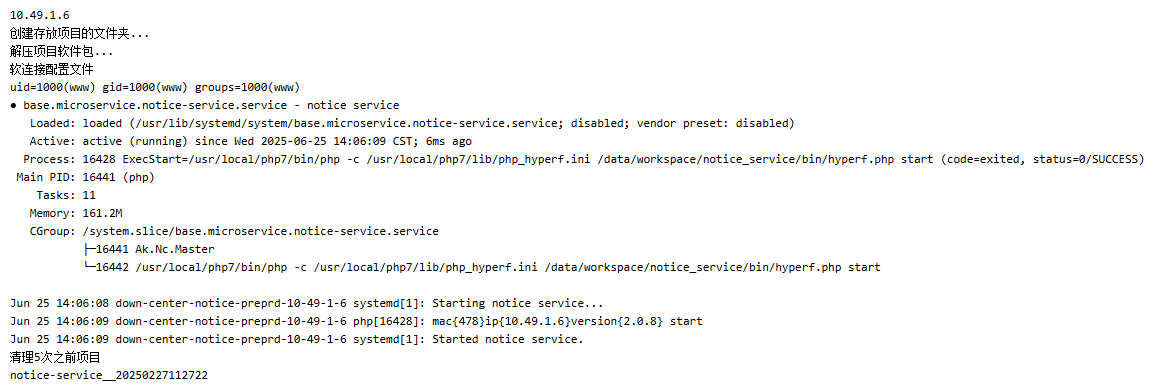 10.49.1.6
创建存放项目的文件夹...
解压项目软件包...
软连接配置文件
uid=1000(www) gid=1000(www) groups=1000(www)
● base.microservice.notice-service.service - notice service
   Loaded: loaded (/usr/lib/systemd/system/base.microservice.notice-service.service; disabled; vendor preset: disabled)
   Active: active (running) since Wed 2025-06-25 14:06:09 CST; 6ms ago
  Process: 16428 ExecStart=/usr/local/php7/bin/php -c /usr/local/php7/lib/php_hyperf.ini /data/workspace/notice_service/bin/hyperf.php start (code=exited, status=0/SUCCESS)
 Main PID: 16441 (php)
    Tasks: 11
   Memory: 161.2M
   CGroup: /system.slice/base.microservice.notice-service.service
           ├─16441 Ak.Nc.Master
           └─16442 /usr/local/php7/bin/php -c /usr/local/php7/lib/php_hyperf.ini /data/workspace/notice_service/bin/hyperf.php start
Jun 25 14:06:08 down-center-notice-preprd-10-49-1-6 systemd[1]: Starting notice service...
Jun 25 14:06:09 down-center-notice-preprd-10-49-1-6 php[16428]: mac{478}ip{10.49.1.6}version{2.0.8} start
Jun 25 14:06:09 down-center-notice-preprd-10-49-1-6 systemd[1]: Started notice service.
清理5次之前项目
notice-service__20250227112722